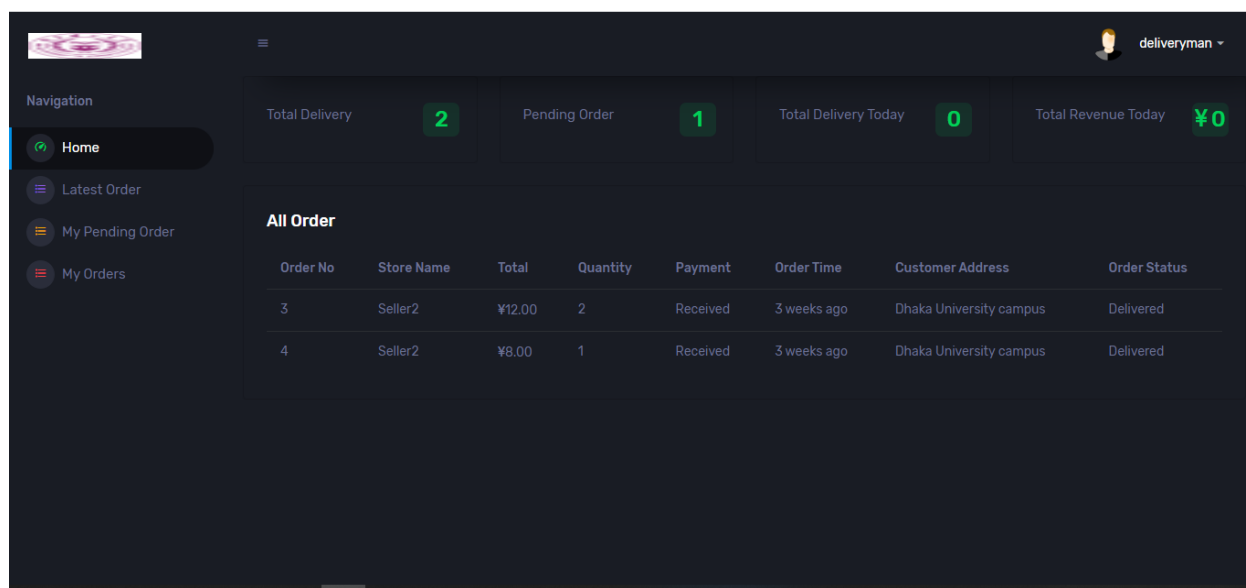 deliveryman
Navigation
Home
Latest Order
My Pending Order
My Orders
Total Delivery 2 Pending Order 1 Total Delivery Today 0 Total Revenue Today ¥0
All Order
Order No Store Name Total Quantity Payment Order Time Customer Address Order Status
3 Seller2 ¥12.00 2 Received 3 weeks ago Dhaka University campus Delivered
4 Seller2 ¥8.00 1 Received 3 weeks ago Dhaka University campus Delivered